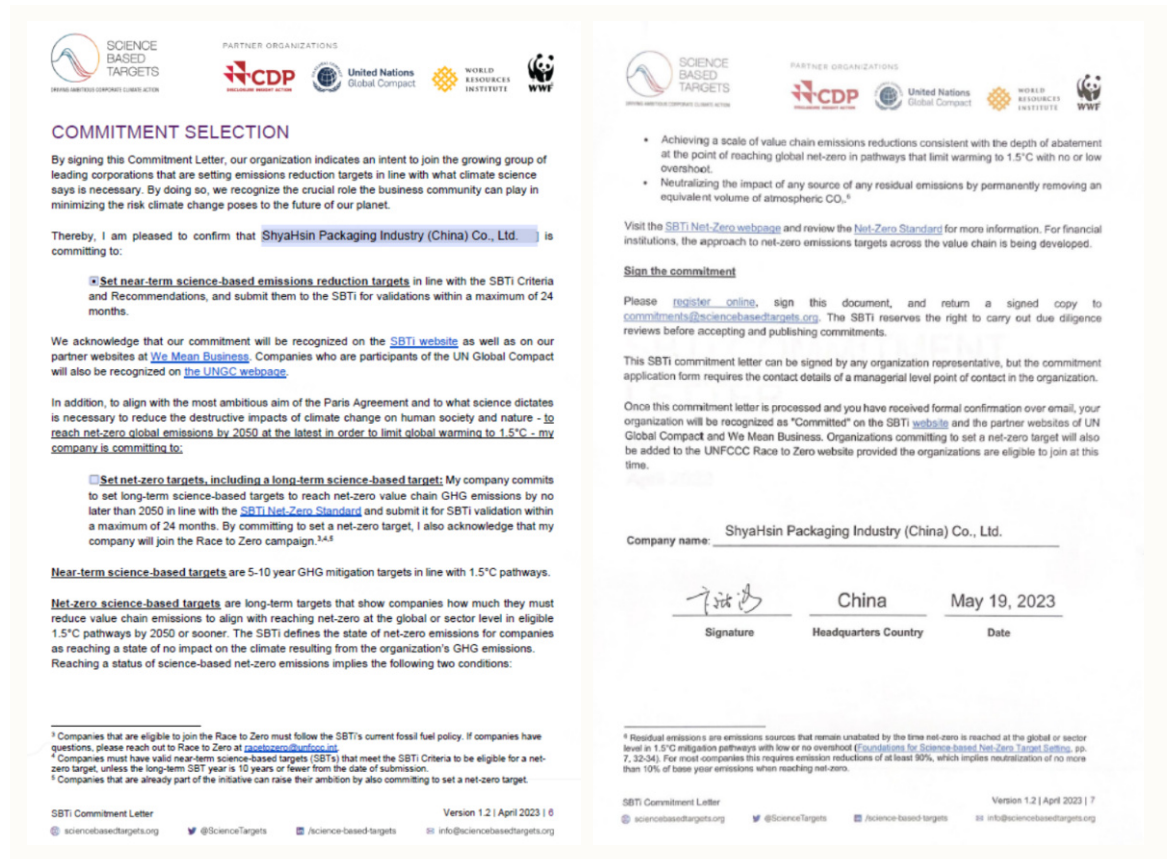 SCIENCE
BASED
TARGETS
DRIVING AMBITIOUS CORPORATE CLIMATE ACTION
PARTNER ORGANIZATIONS
CDP
DISCLOSURE INSIGHT ACTION
United Nations
Global Compact
WORLD
RESOURCES
INSTITUTE
WWF
COMMITMENT SELECTION
By signing this Commitment Letter, our organization indicates an intent to join the growing group of
leading corporations that are setting emissions reduction targets in line with what climate science
says is necessary. By doing so, we recognize the crucial role the business community can play in
minimizing the risk climate change poses to the future of our planet.
Thereby, I am pleased to confirm that ShyaHsin Packaging Industry (China) Co., Ltd. ] is
committing to:
Set near-term science-based emissions reduction targets in line with the SBTi Criteria
and Recommendations, and submit them to the SBTi for validations within a maximum of 24
months.
We acknowledge that our commitment will be recognized on the SBTi website as well as on our
partner websites at We Mean Business. Companies who are participants of the UN Global Compact
will also be recognized on the UNGC webpage.
In addition, to align with the most ambitious aim of the Paris Agreement and to what science dictates
is necessary to reduce the destructive impacts of climate change on human society and nature - to
reach net-zero global emissions by 2050 at the latest in order to limit global warming to 1.5°C - my
company is committing to:
Set net-zero targets, including a long-term science-based target: My company commits
to set long-term science-based targets to reach net-zero value chain GHG emissions by no
later than 2050 in line with the SBTi Net-Zero Standard and submit it for SBTi validation within
a maximum of 24 months. By committing to set a net-zero target, I also acknowledge that my
company will join the Race to Zero campaign.3,4,5
Near-term science-based targets are 5-10 year GHG mitigation targets in line with 1.5°C pathways.
Net-zero science-based targets are long-term targets that show companies how much they must
reduce value chain emissions to align with reaching net-zero at the global or sector level in eligible
1.5°C pathways by 2050 or sooner. The SBTi defines the state of net-zero emissions for companies
as reaching a state of no impact on the climate resulting from the organization's GHG emissions.
Reaching a status of science-based net-zero emissions implies the following two conditions:
3 Companies that are eligible to join the Race to Zero must follow the SBTi's current fossil fuel policy. If companies have
questions, please reach out to Race to Zero at racetozero@unfccc.int.
4 Companies must have valid near-term science-based targets (SBTs) that meet the SBTi Criteria to be eligible for a net-
zero target, unless the long-term SBT year is 10 years or fewer from the date of submission.
5 Companies that are already part of the initiative can raise their ambition by also committing to set a net-zero target.
SBTi Commitment Letter Version 1.2 | April 2023 | 6
sciencebasedtargets.org @ScienceTargets /science-based-targets info@sciencebasedtargets.org
SCIENCE
BASED
TARGETS
DRIVING AMBITIOUS CORPORATE CLIMATE ACTION
PARTNER ORGANIZATIONS
CDP
DISCLOSURE INSIGHT ACTION
United Nations
Global Compact
WORLD
RESOURCES
INSTITUTE
WWF
• Achieving a scale of value chain emissions reductions consistent with the depth of abatement
at the point of reaching global net-zero in pathways that limit warming to 1.5°C with no or low
overshoot.
• Neutralizing the impact of any source of any residual emissions by permanently removing an
equivalent volume of atmospheric CO₂.6
Visit the SBTi Net-Zero webpage and review the Net-Zero Standard for more information. For financial
institutions, the approach to net-zero emissions targets across the value chain is being developed.
Sign the commitment
Please register online, sign this document, and return a signed copy to
commitments@sciencebasedtargets.org. The SBTi reserves the right to carry out due diligence
reviews before accepting and publishing commitments.
This SBTi commitment letter can be signed by any organization representative, but the commitment
application form requires the contact details of a managerial level point of contact in the organization.
Once this commitment letter is processed and you have received formal confirmation over email, your
organization will be recognized as "Committed" on the SBTi website and the partner websites of UN
Global Compact and We Mean Business. Organizations committing to set a net-zero target will also
be added to the UNFCCC Race to Zero website provided the organizations are eligible to join at this
time.
Company name: ShyaHsin Packaging Industry (China) Co., Ltd.
China May 19, 2023
Signature Headquarters Country Date
6 Residual emissions are emissions sources that remain unabated by the time net-zero is reached at the global or sector
level in 1.5°C mitigation pathways with low or no overshoot (Foundations for Science-based Net-Zero Target Setting, pp.
7, 32-34). For most companies this requires emission reductions of at least 90%, which implies neutralization of no more
than 10% of base year emissions when reaching net-zero.
SBTi Commitment Letter Version 1.2 | April 2023 | 7
sciencebasedtargets.org @ScienceTargets /science-based-targets info@sciencebasedtargets.org